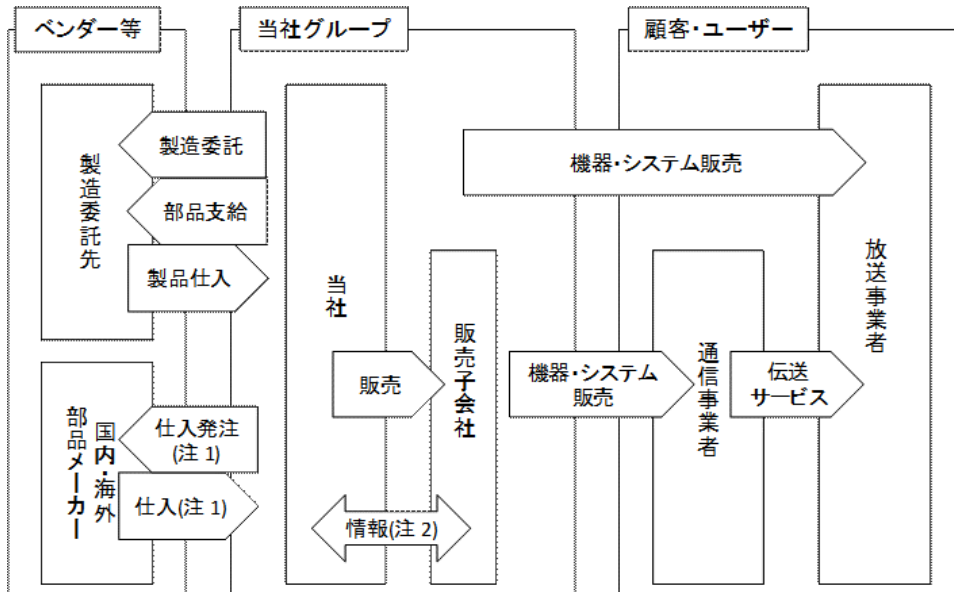 ベンダー等
当社グループ
顧客・ユーザー
製造委託先
製造委託
部品支給
製品仕入
国内・海外
部品メーカー
仕入発注
(注 1)
仕入(注 1)
当社
販売
販売子会社
情報(注 2)
機器・システム販売
機器・システム
販売
通信事業者
伝送
サービス
放送事業者